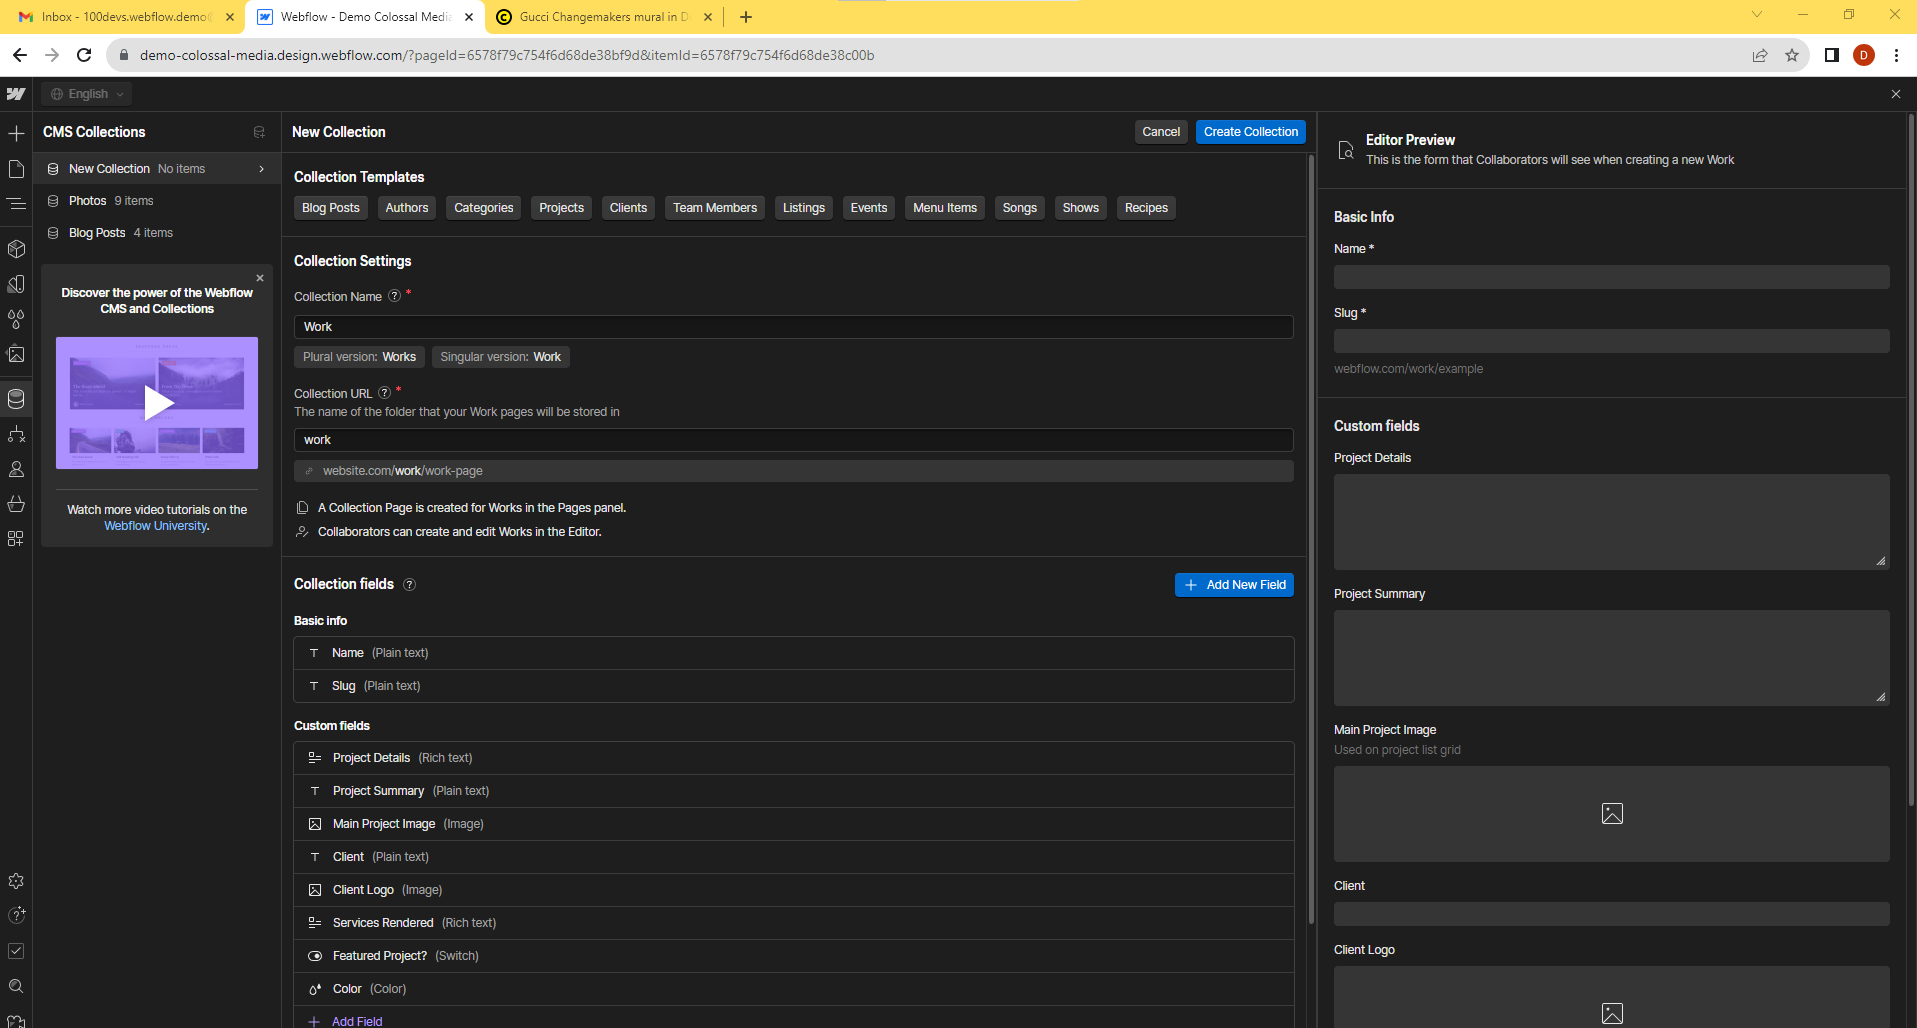 Inbox - 100devs.webflow.demo@
Webflow - Demo Colossal Media
Gucci Changemakers mural in D
demo-colossal-media.design.webflow.com/?pageId=6578f79c754f6d68de38bf9d&itemId=6578f79c754f6d68de38c00b
D
English
CMS Collections
New Collection No items
Photos 9 items
Blog Posts 4 items
Discover the power of the Webflow
CMS and Collections
Watch more video tutorials on the
Webflow University.
New Collection
Cancel
Create Collection
Collection Templates
Blog Posts
Authors
Categories
Projects
Clients
Team Members
Listings
Events
Menu Items
Songs
Shows
Recipes
Collection Settings
Collection Name ? *
Work
Plural version: Works
Singular version: Work
Collection URL ? *
The name of the folder that your Work pages will be stored in
work
website.com/work/work-page
A Collection Page is created for Works in the Pages panel.
Collaborators can create and edit Works in the Editor.
Collection fields ?
+ Add New Field
Basic info
T Name (Plain text)
T Slug (Plain text)
Custom fields
Project Details (Rich text)
T Project Summary (Plain text)
Main Project Image (Image)
T Client (Plain text)
Client Logo (Image)
Services Rendered (Rich text)
Featured Project? (Switch)
Color (Color)
+ Add Field
Editor Preview
This is the form that Collaborators will see when creating a new Work
Basic Info
Name *
Slug *
webflow.com/work/example
Custom fields
Project Details
Project Summary
Main Project Image
Used on project list grid
Client
Client Logo